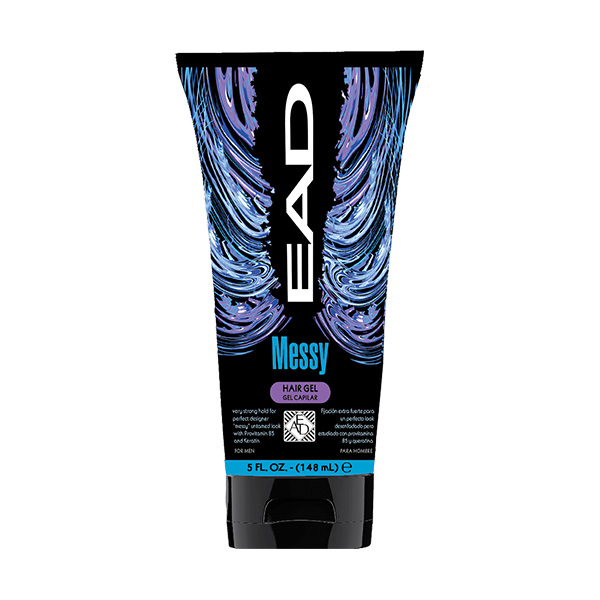 EAD
Messy
HAIR GEL
GEL CAPILAR
very strong hold for
perfect designer
"messy" untamed look
with Provitamin B5
and Keratin
FOR MEN
EAD
Fijación extra fuerte para
un perfecto look
desenfadado pero
estudiado con provitamina
B5 y queratina
PARA HOMBRE
5 FL. OZ. - (148 mL) e